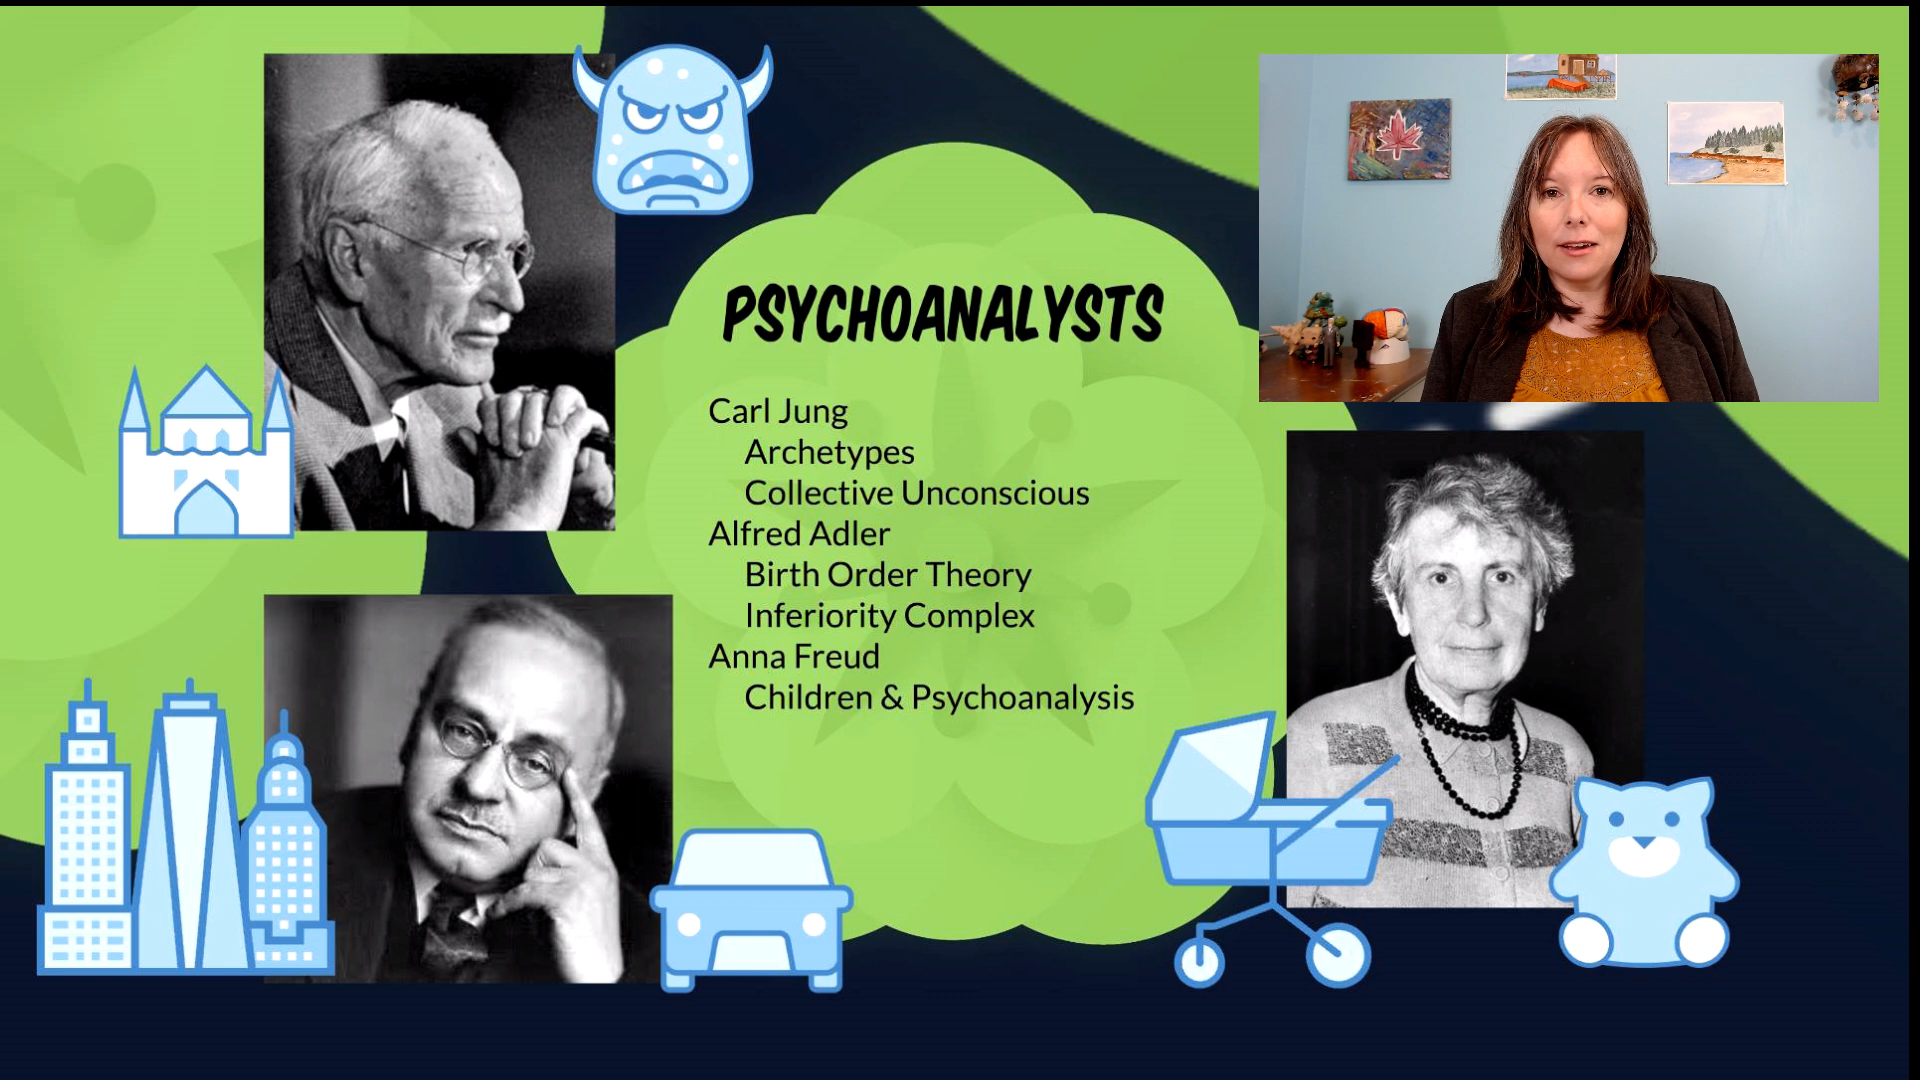 PSYCHOANALYSTS
Carl Jung
Archetypes
Collective Unconscious
Alfred Adler
Birth Order Theory
Inferiority Complex
Anna Freud
Children & Psychoanalysis